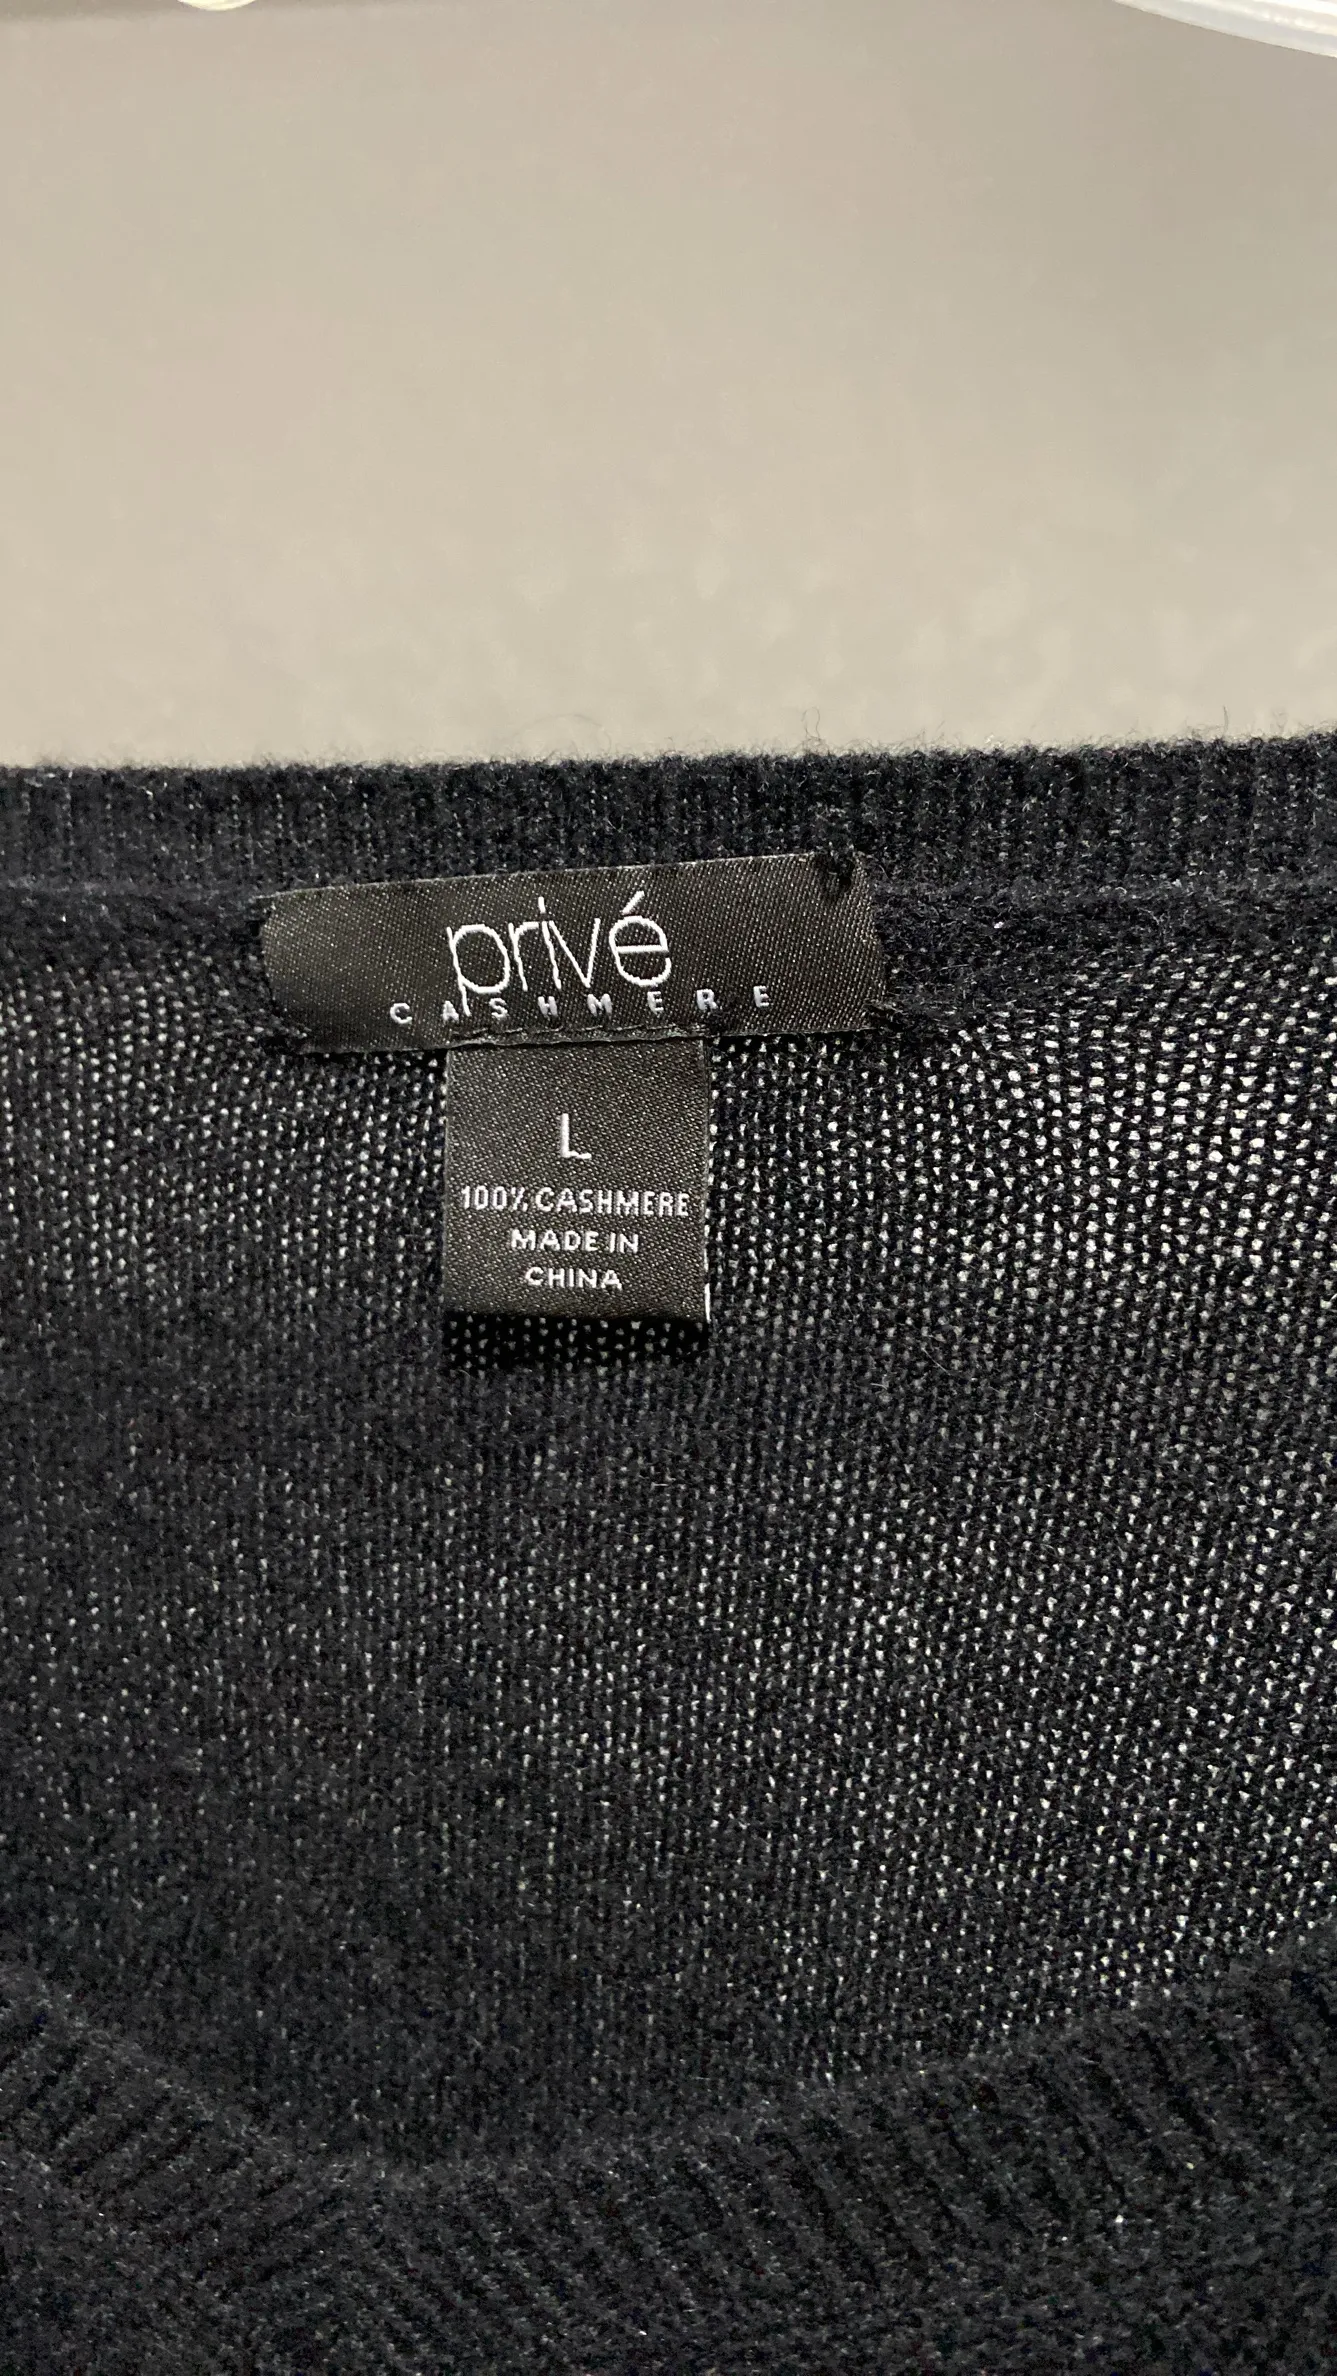 privé
CASHMERE
L
100% CASHMERE
MADE IN
CHINA